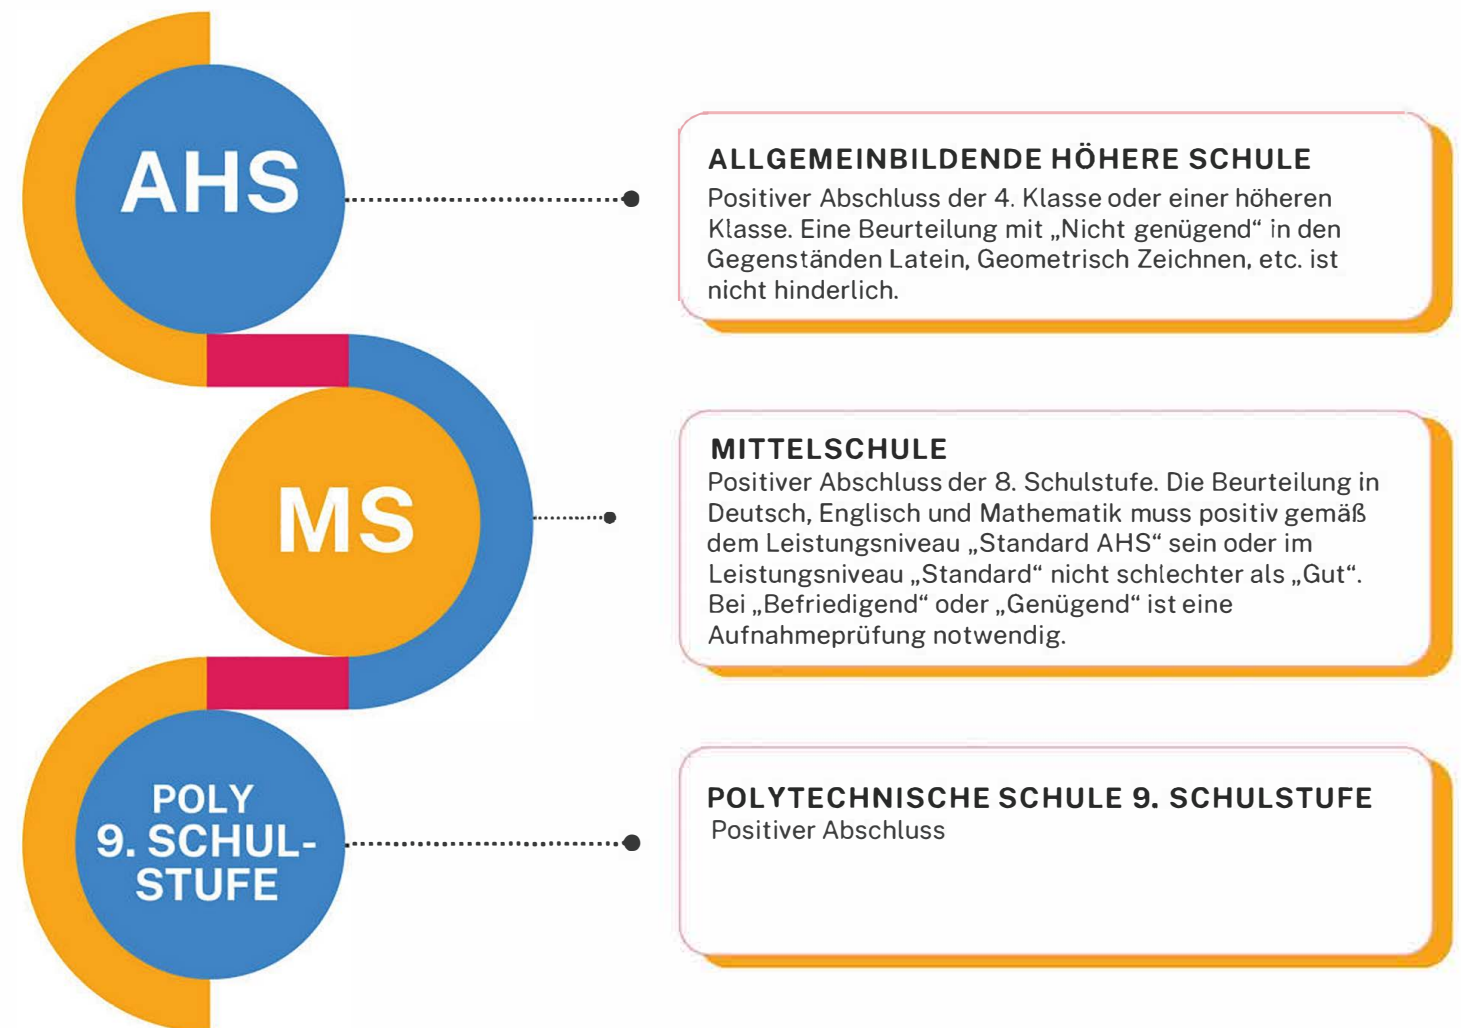 AHS
ALLGEMEINBILDENDE HÖHERE SCHULE
Positiver Abschluss der 4. Klasse oder einer höheren
Klasse. Eine Beurteilung mit „Nicht genügend“ in den
Gegenständen Latein, Geometrisch Zeichnen, etc. ist
nicht hinderlich.
MS
MITTELSCHULE
Positiver Abschluss der 8. Schulstufe. Die Beurteilung in
Deutsch, Englisch und Mathematik muss positiv gemäß
dem Leistungsniveau „Standard AHS“ sein oder im
Leistungsniveau „Standard“ nicht schlechter als „Gut“.
Bei „Befriedigend“ oder „Genügend“ ist eine
Aufnahmeprüfung notwendig.
POLY
9. SCHUL-
STUFE
POLYTECHNISCHE SCHULE 9. SCHULSTUFE
Positiver Abschluss